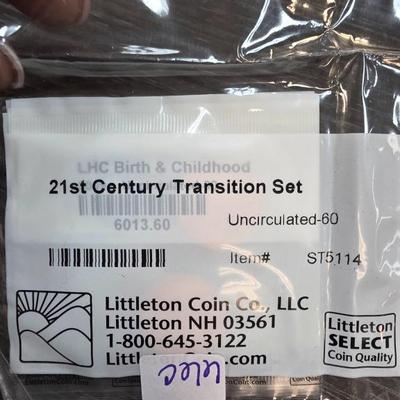 LHC Birth & Childhood
21st Century Transition Set
6013.60
Uncirculated-60
Item# ST5114
Littleton Coin Co., LLC
Littleton NH 03561
1-800-645-3122
Littleton SELECT Coin Quality